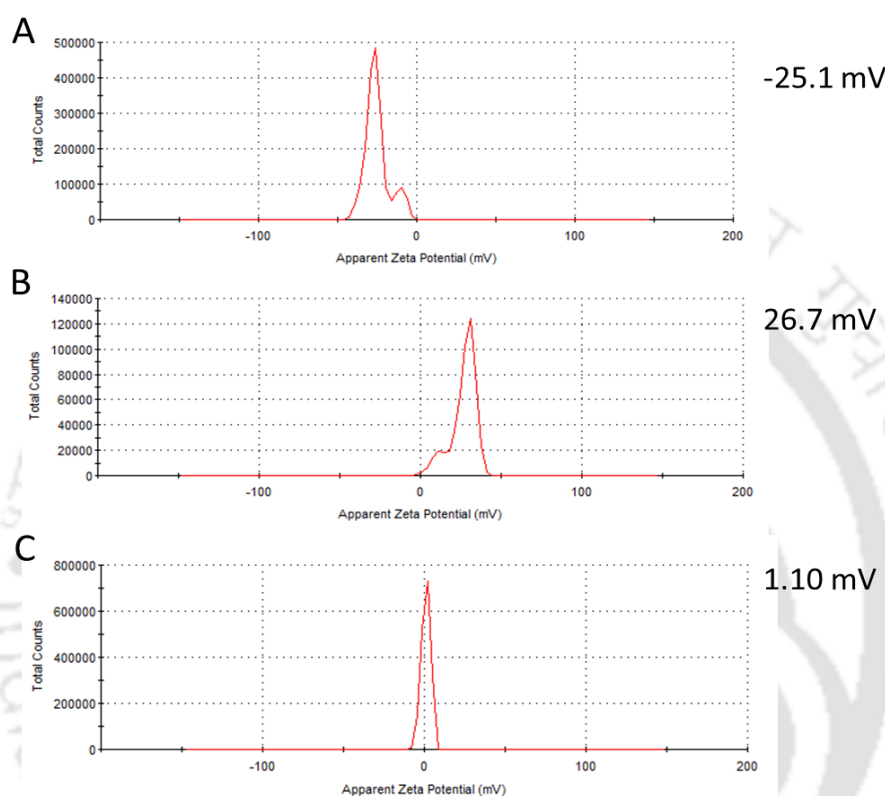 A
500000
400000
300000
200000
100000
0
Total Counts
-100 0 100 200
Apparent Zeta Potential (mV)
-25.1 mV
B
140000
120000
100000
80000
60000
40000
20000
0
Total Counts
-100 0 100 200
Apparent Zeta Potential (mV)
26.7 mV
C
800000
600000
400000
200000
0
Total Counts
-100 0 100 200
Apparent Zeta Potential (mV)
1.10 mV